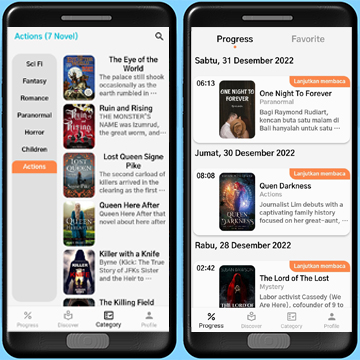 Actions (7 Novel)
Sci Fi
Fantasy
Romance
Paranormal
Horror
Children
Actions
The Eye of the
World
The palace still shook
occasionally as the
earth rumbled in ...
Ruin and Rising
THE MONSTER'S
NAME was Izumrud,
the great worm, and...
Lost Queen Signe
Pike
The second carload of
killers arrived in the
clearing as the first ...
Queen Here After
Queen Here After that
novel about here after
Killer with a Knife
Byrne (Kick: The True
Story of JFKs Sister
and the Heir to ...
The Killing Field
Progress
Discover
Category
Profile
Progress
Favorite
Sabtu, 31 Desember 2022
06:13
Lanjutkan membaca
One Night To Forever
Paranormal
Bagi Raymond Rudiart,
koncan buta satu malam di
Bali hanyalah untuk satu ...
ONE NIGHT TO
FOREVER
Jumat, 30 Desember 2022
08:08
Lanjutkan membaca
Quen Darkness
Actions
Journalist Lim debuts with a
captivating family history
focused on her great-aunt, ...
QUEEN
DARKNESS
Rabu, 28 Desember 2022
02:42
Lanjutkan membaca
The Lord of The Lost
Mystery
Labor activist Cassedy (We
Are Here), cofounder of 9 to
Progress
Discover
Category
Profile